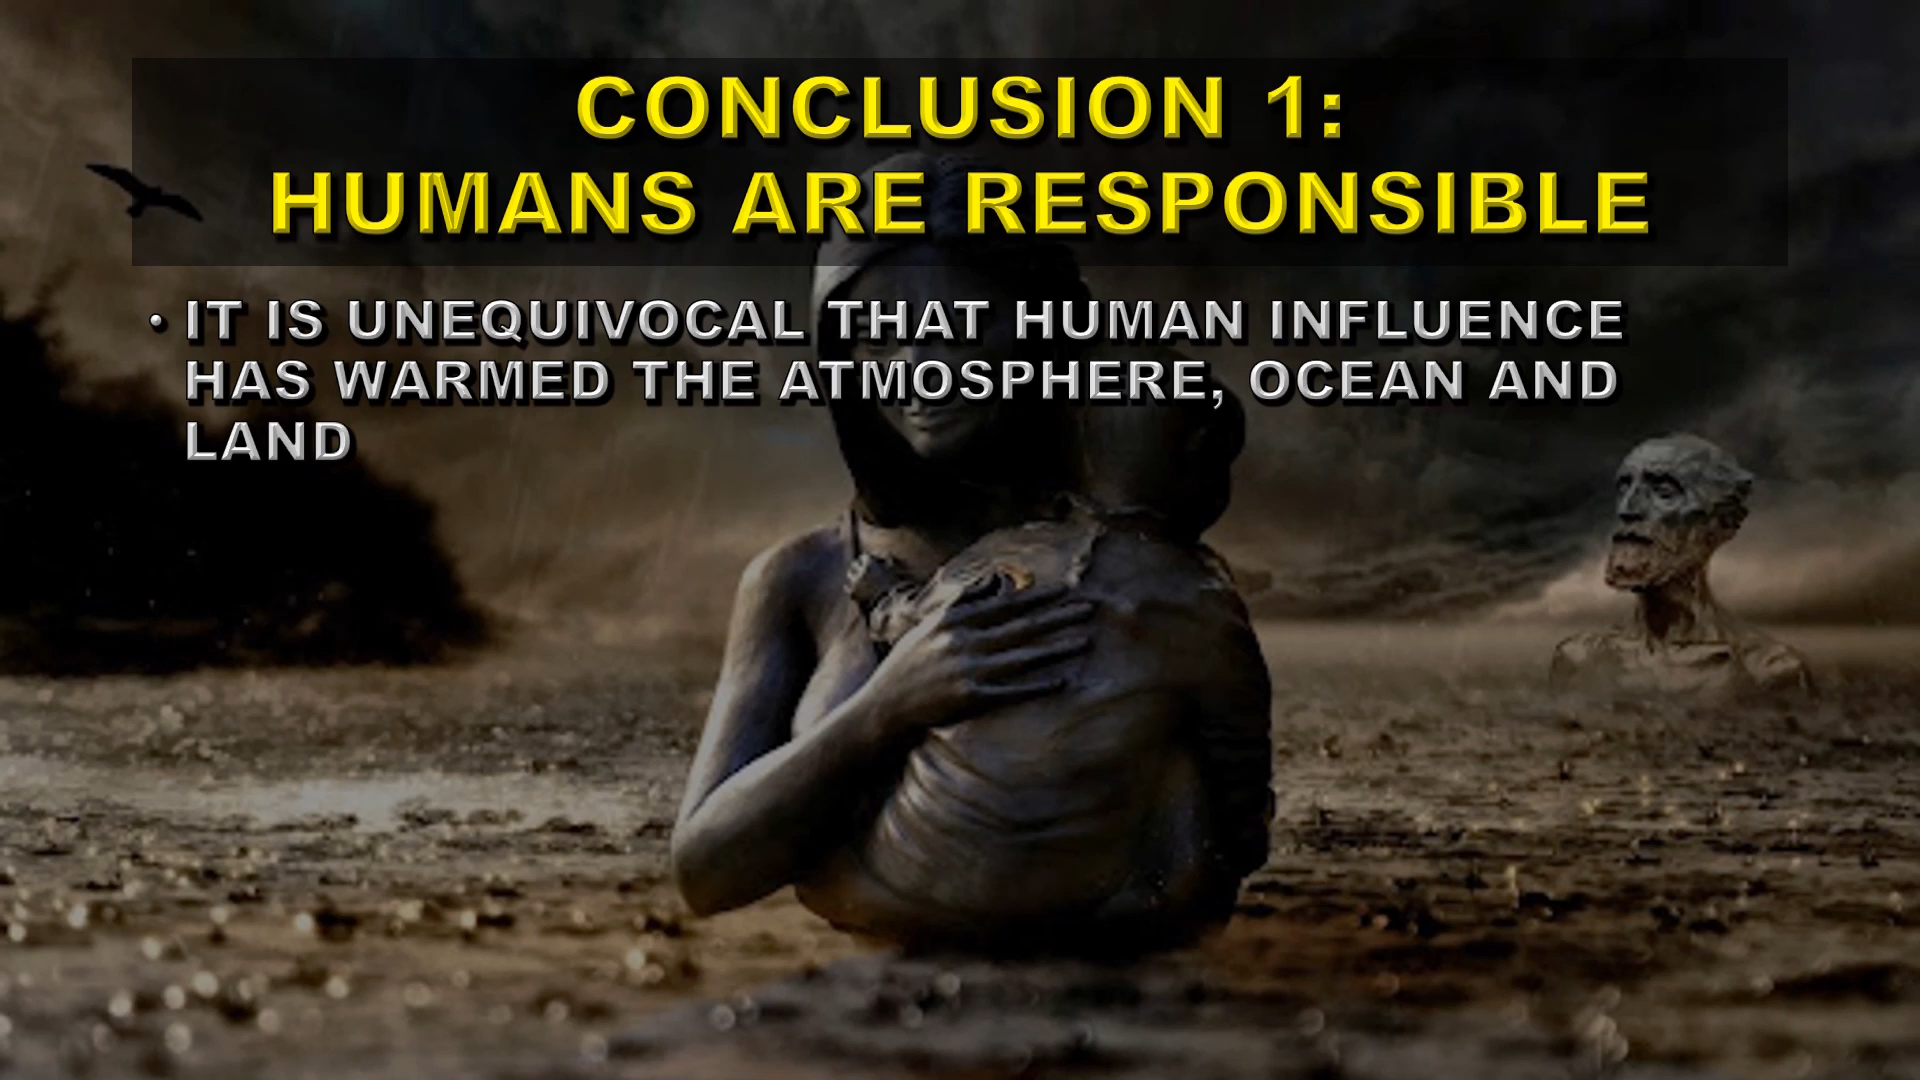 CONCLUSION 1:
HUMANS ARE RESPONSIBLE
• IT IS UNEQUIVOCAL THAT HUMAN INFLUENCE
HAS WARMED THE ATMOSPHERE, OCEAN AND
LAND